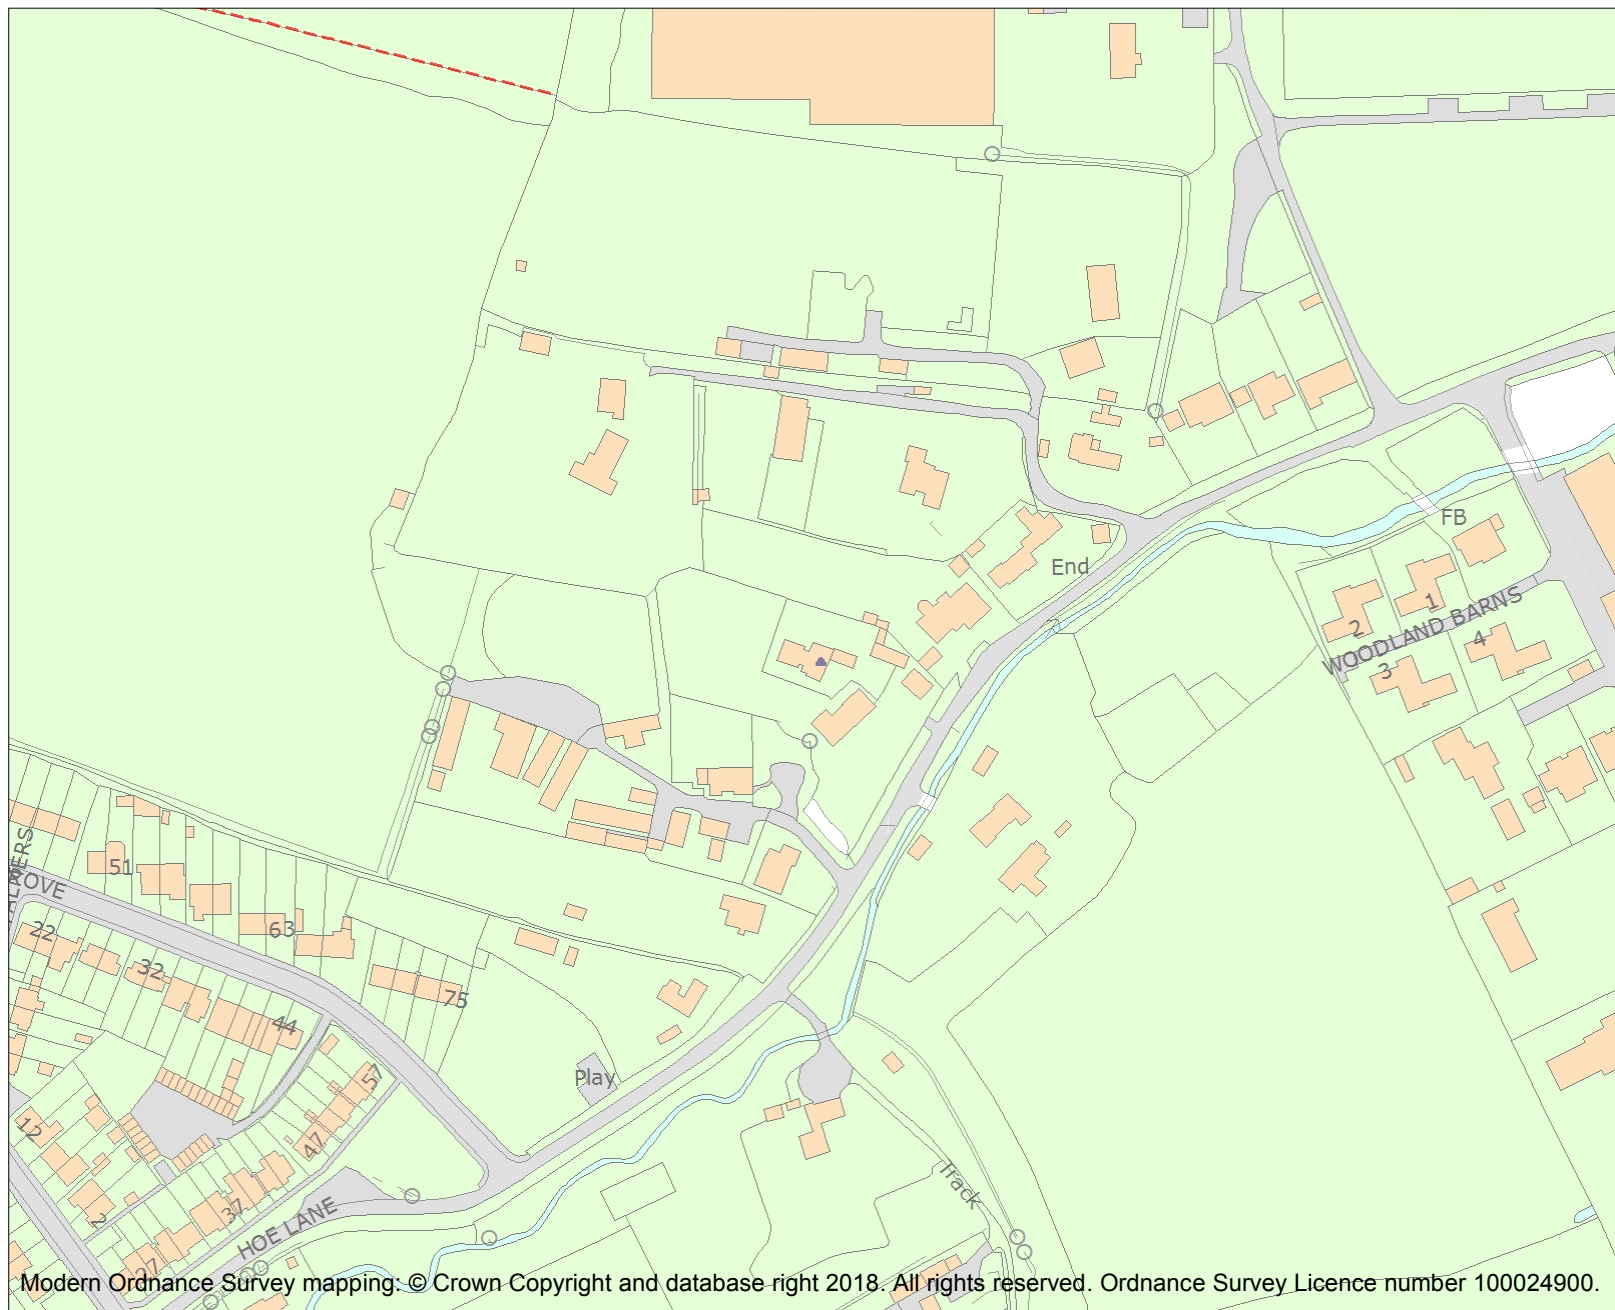 End
FB
1
2
WOODLAND BARNS
4
3
51
ROVE
22
63
32
75
44
Play
57
12
47
Track
37
2
HOE LANE
27
Modern Ordnance Survey mapping: © Crown Copyright and database right 2018. All rights reserved. Ordnance Survey Licence number 100024900.